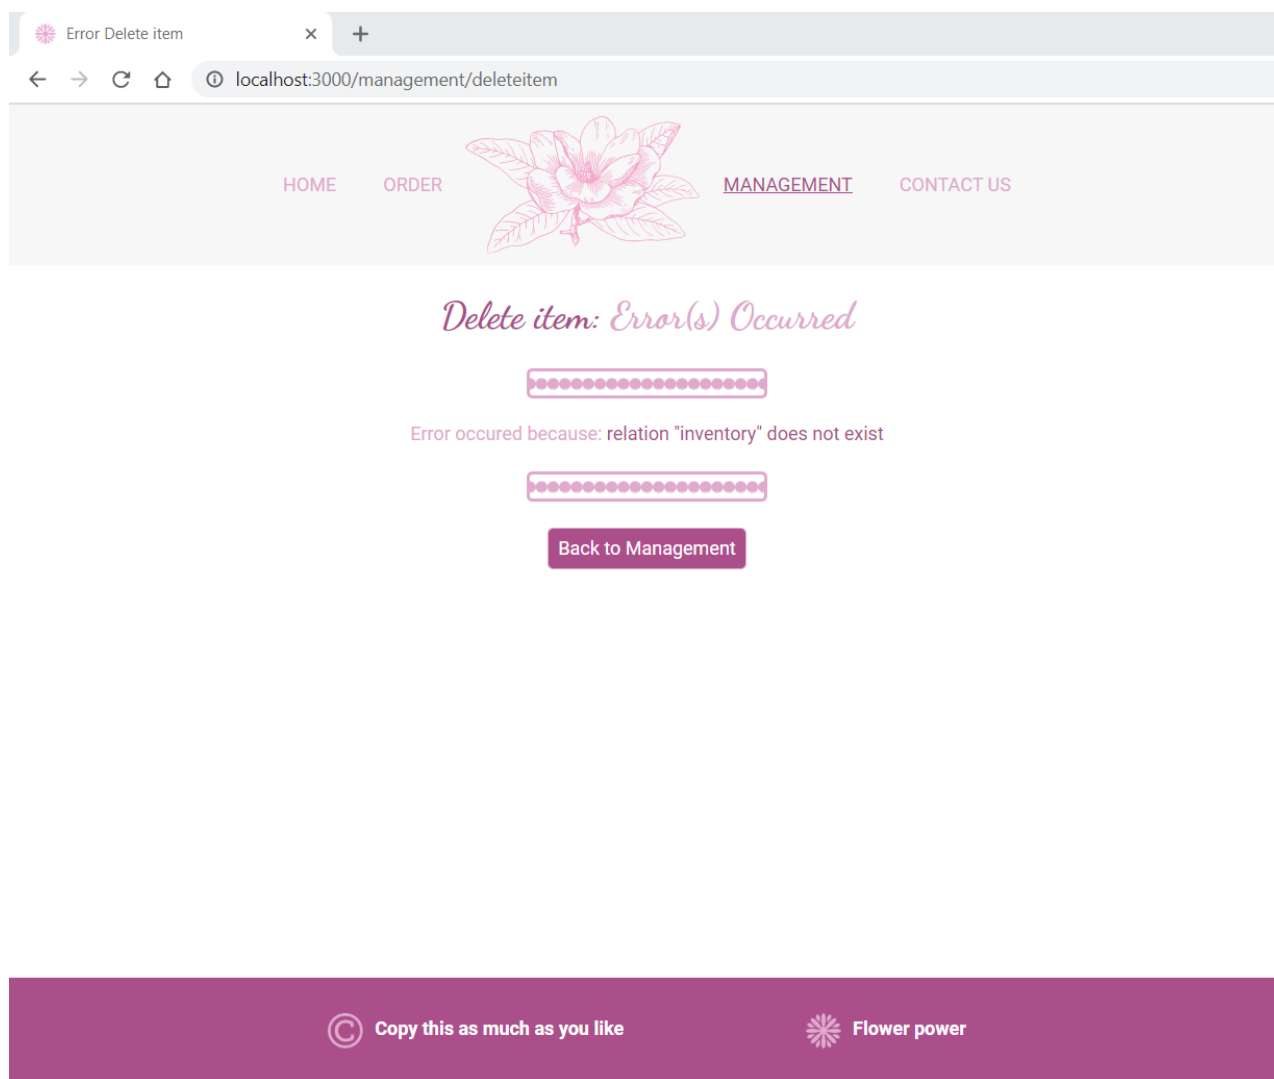 Error Delete item
localhost:3000/management/deleteitem
HOME ORDER MANAGEMENT CONTACT US
Delete item: Error(s) Occurred
Error occured because: relation "inventory" does not exist
Back to Management
© Copy this as much as you like Flower power